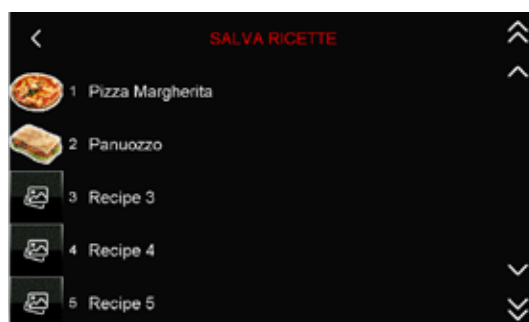 SALVA RICETTE
1 Pizza Margherita
2 Panuozzo
3 Recipe 3
4 Recipe 4
5 Recipe 5